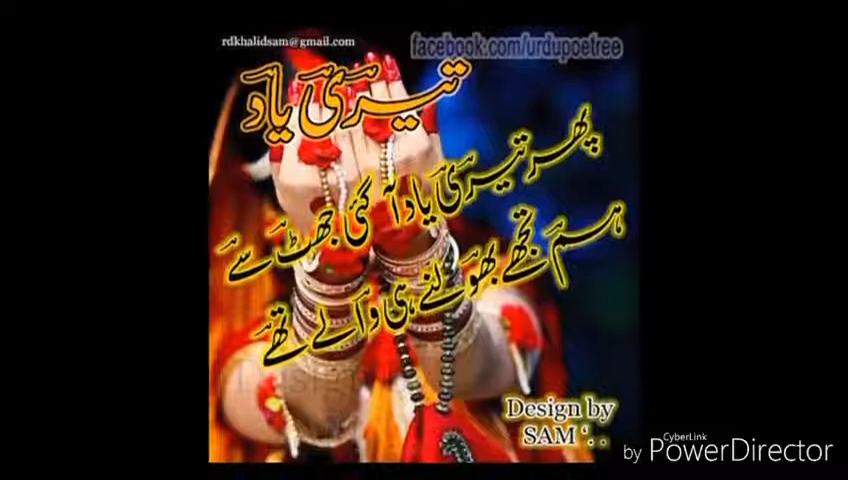 rdkhalidsam@gmail.com
facebook.com/urdupoetree
تیری یاد
پھر تیری یاد آ گئی جھٹ سے
ہم تجھے بھولنے ہی والے تھے
Design by
SAM ‘. .
CyberLink
by PowerDirector